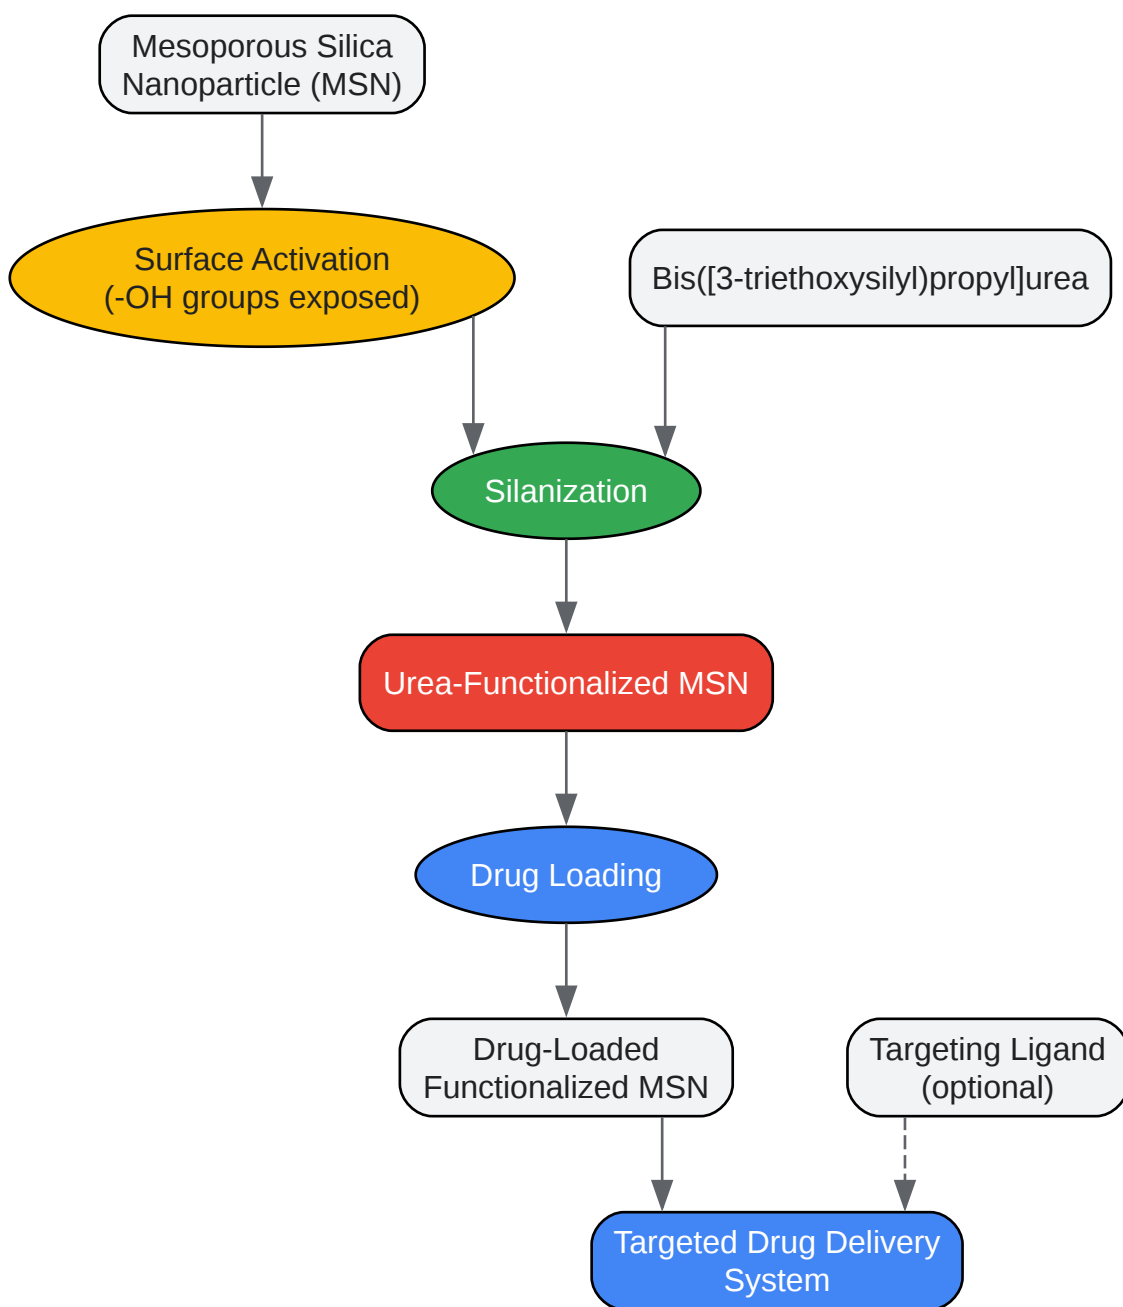 Mesoporous Silica
Nanoparticle (MSN)
Surface Activation
(-OH groups exposed)
Bis([3-triethoxysilyl)propyl]urea
Silanization
Urea-Functionalized MSN
Drug Loading
Drug-Loaded
Functionalized MSN
Targeting Ligand
(optional)
Targeted Drug Delivery
System